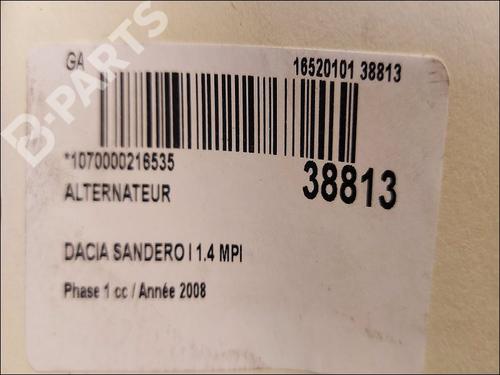 GA
16520101 38813
*1070000216535
38813
ALTERNATEUR
DACIA SANDERO I 1.4 MPI
Phase 1 cc / Année 2008
B-PARTS